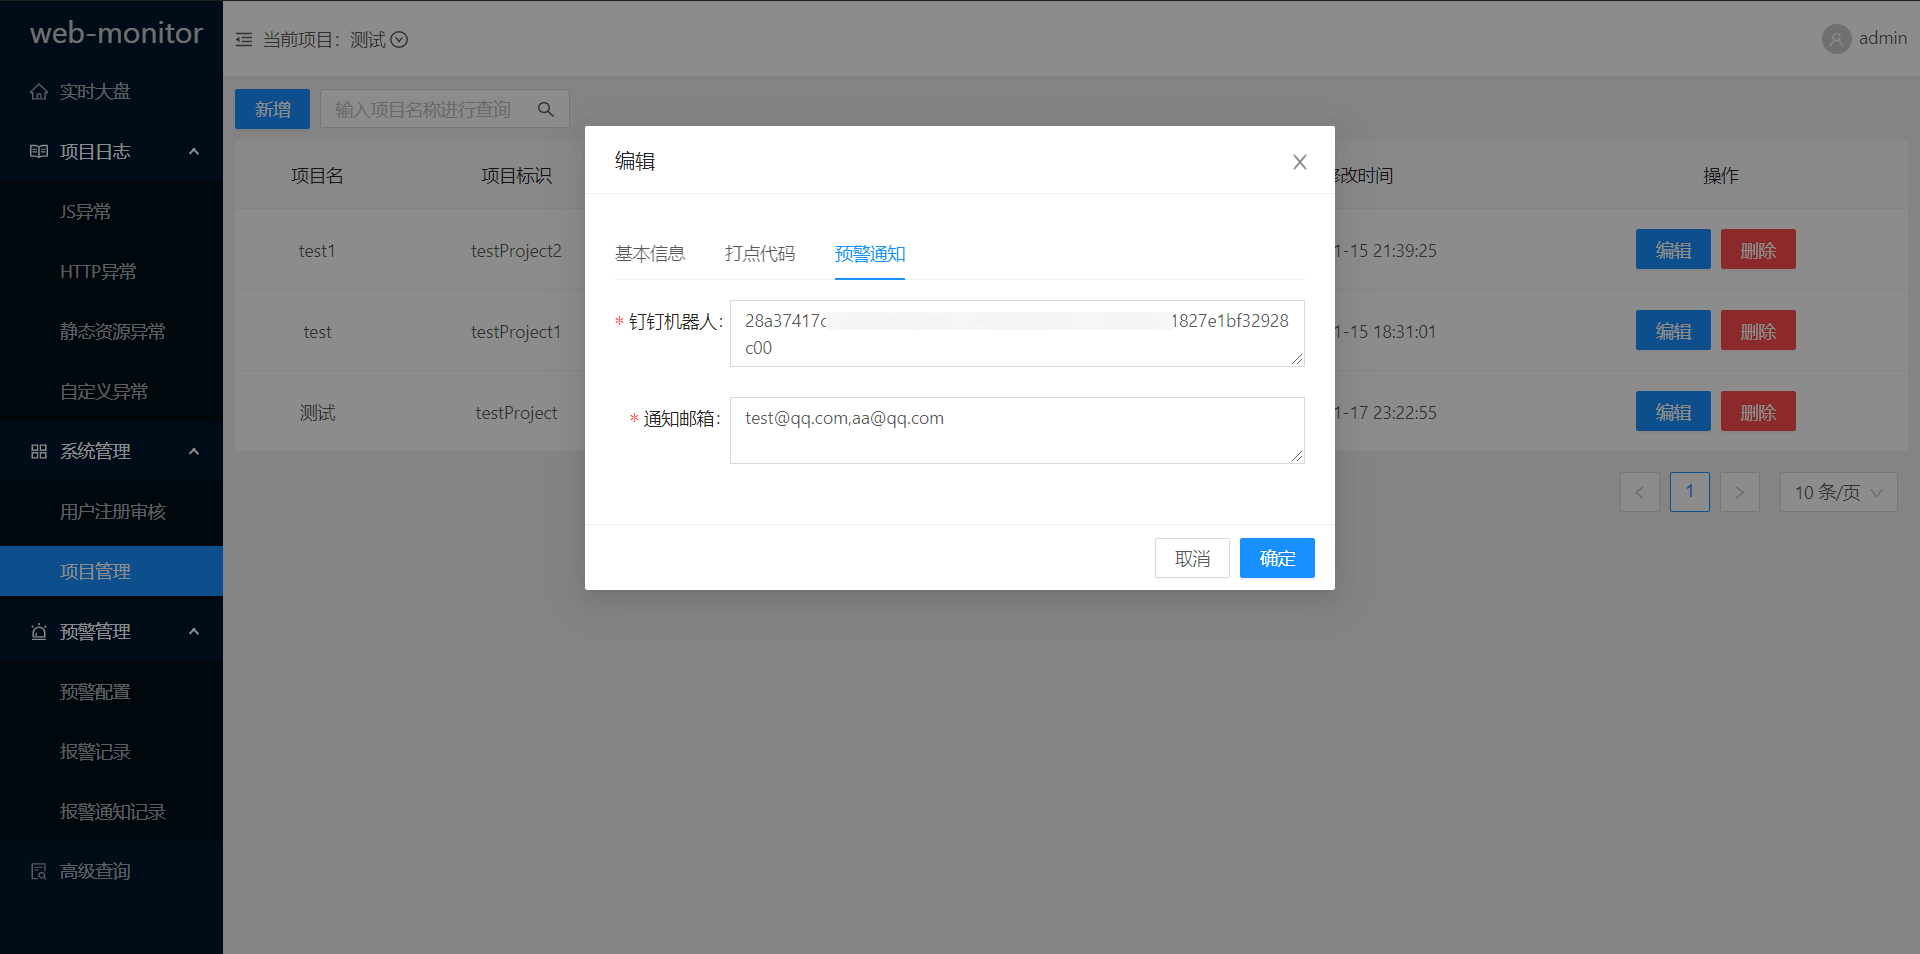 web-monitor
实时大盘
项目日志
JS异常
HTTP异常
静态资源异常
自定义异常
系统管理
用户注册审核
项目管理
预警管理
预警配置
报警记录
报警通知记录
高级查询
当前项目：测试
admin
新增
输入项目名称进行查询
项目名 项目标识 修改时间 操作
test1 testProject2 1-15 21:39:25 编辑 删除
test testProject1 1-15 18:31:01 编辑 删除
测试 testProject 1-17 23:22:55 编辑 删除
1 10 条/页
编辑
基本信息 打点代码 预警通知
* 钉钉机器人：
28a37417c 1827e1bf32928
c00
* 通知邮箱：
test@qq.com,aa@qq.com
取消 确定